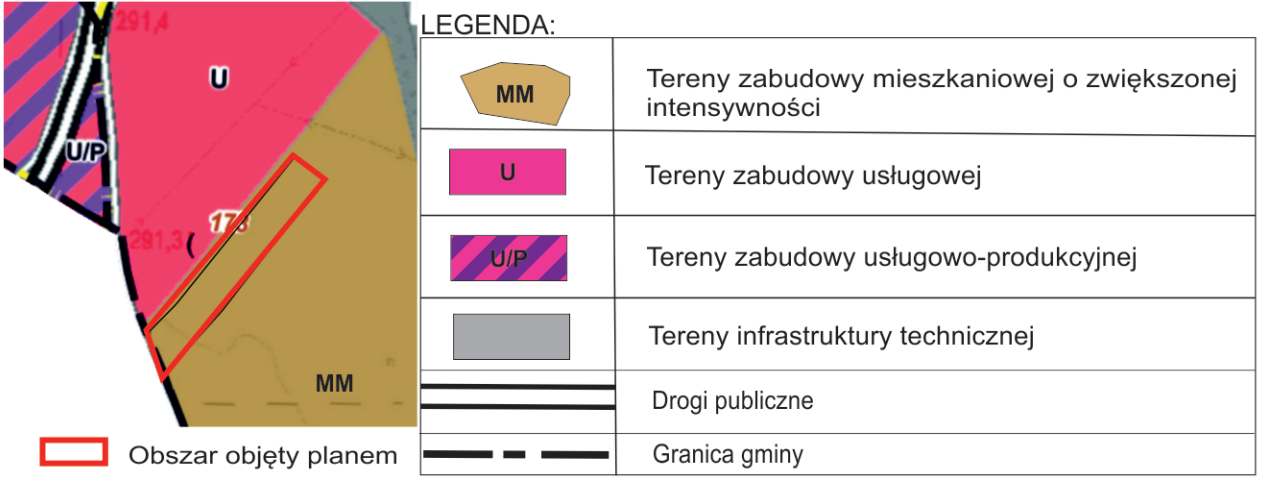 291,4
U
U/P
173
291,3 (
MM
Obszar objęty planem
LEGENDA:
MM
Tereny zabudowy mieszkaniowej o zwiększonej
intensywności
U
Tereny zabudowy usługowej
U/P
Tereny zabudowy usługowo-produkcyjnej
Tereny infrastruktury technicznej
Drogi publiczne
Granica gminy